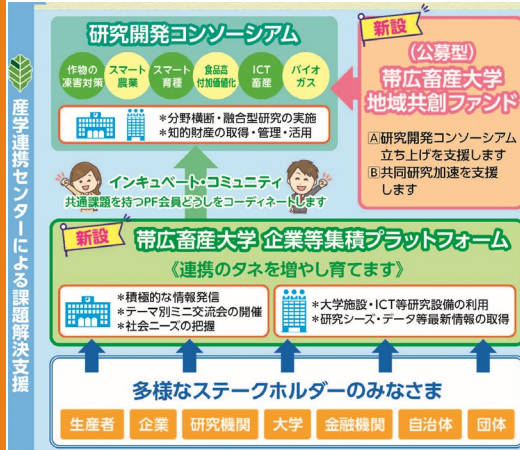 研究開発コンソーシアム
作物の
凍害対策
スマート
農業
スマート
育種
食品高
付加価値化
ICT
畜産
バイオ
ガス
＊分野横断・融合型研究の実施
＊知的財産の取得・管理・活用
新設
(公募型)
帯広畜産大学
地域共創ファンド
A研究開発コンソーシアム
立ち上げを支援します
B共同研究加速を支援
します
インキュベート・コミュニティ
共通課題を持つPF会員どうしをコーディネートします
新設
帯広畜産大学 企業等集積プラットフォーム
《連携のタネを増やし育てます》
＊積極的な情報発信
＊テーマ別ミニ交流会の開催
＊社会ニーズの把握
＊大学施設・ICT等研究設備の利用
＊研究シーズ・データ等最新情報の取得
多様なステークホルダーのみなさま
生産者
企業
研究機関
大学
金融機関
自治体
団体
産学連携センターによる課題解決支援